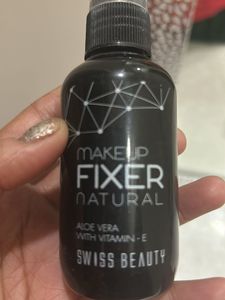 MAKEUP
FIXER
NATURAL
ALOE VERA
WITH VITAMIN - E
SWISS BEAUTY